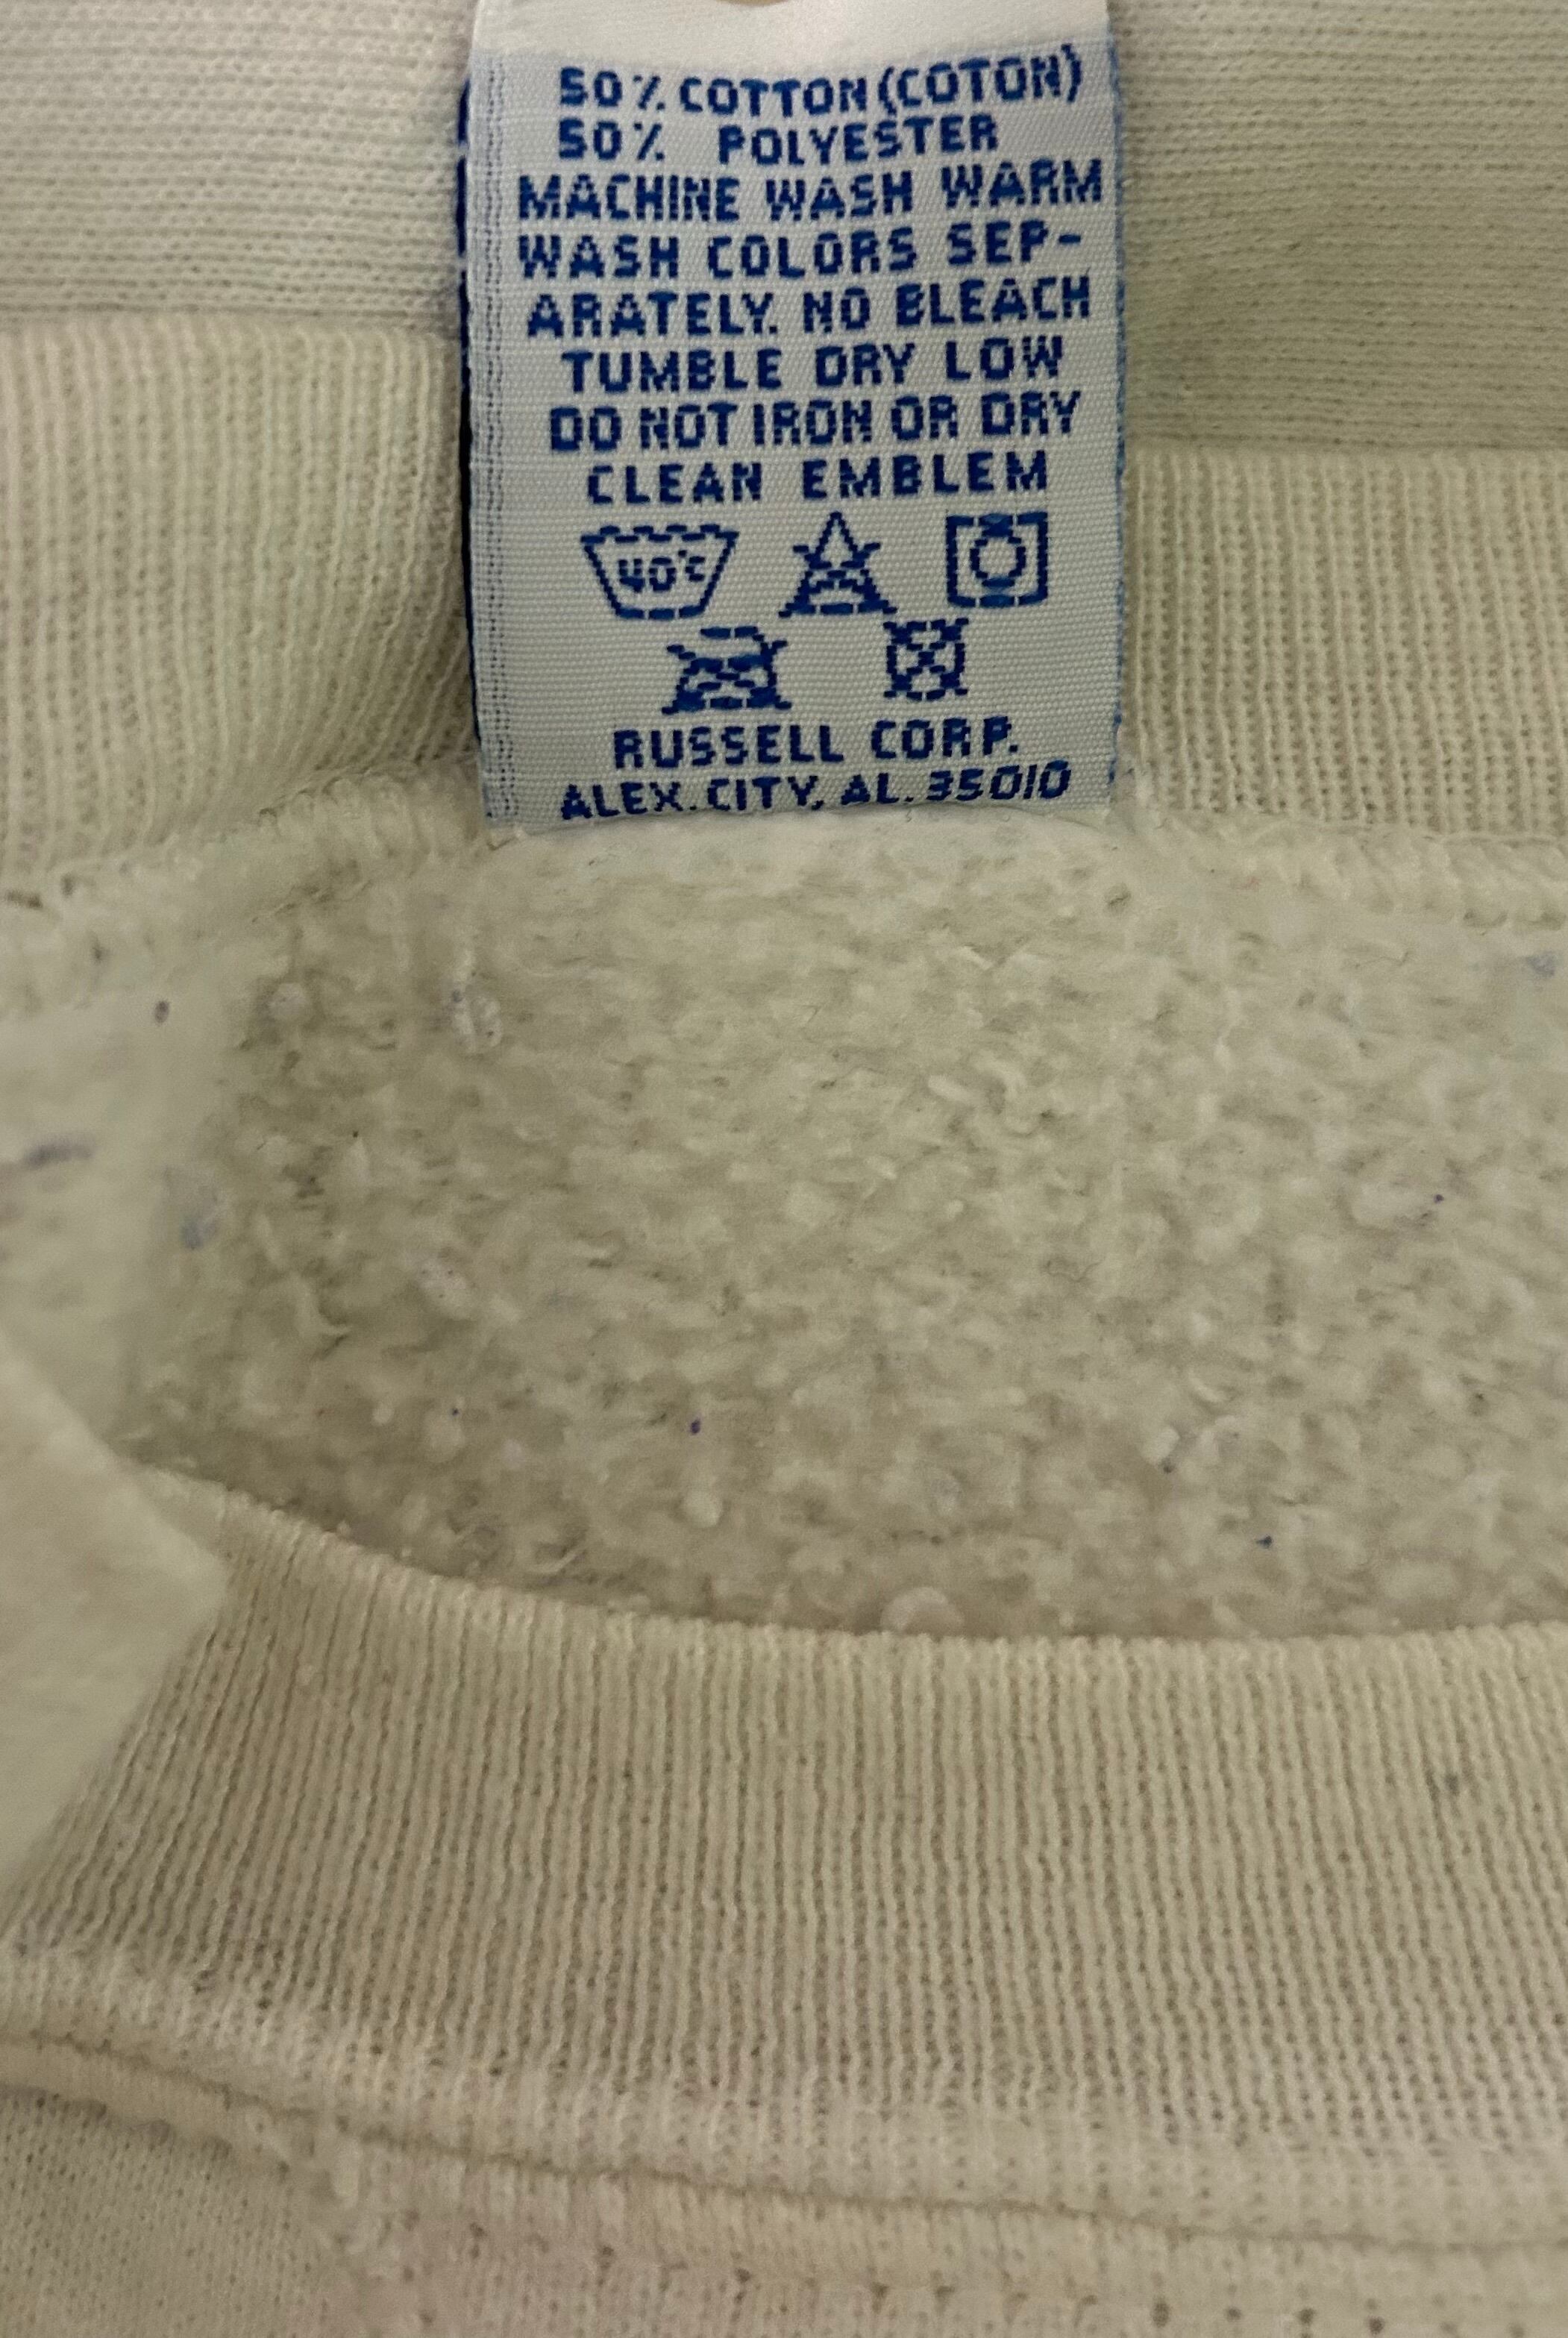 50% COTTON (COTON)
50% POLYESTER
MACHINE WASH WARM
WASH COLORS SEP-
ARATELY. NO BLEACH
TUMBLE DRY LOW
DO NOT IRON OR DRY
CLEAN EMBLEM
40°C
RUSSELL CORP.
ALEX. CITY, AL. 35010